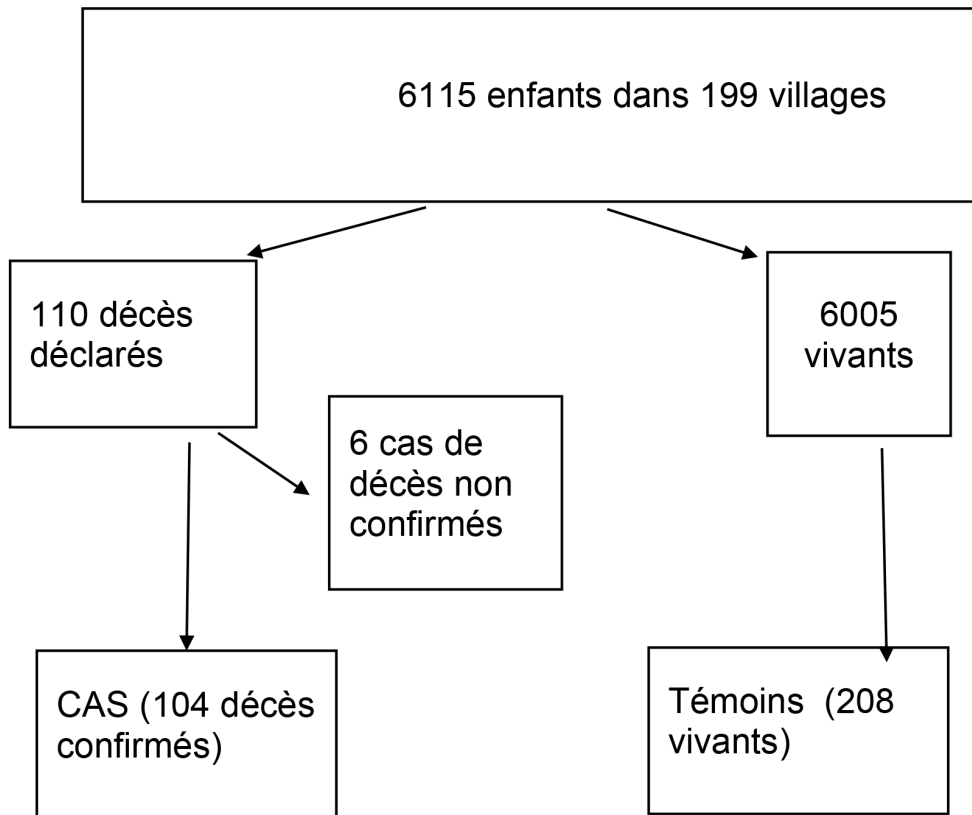 6115 enfants dans 199 villages
110 décès
déclarés
6005
vivants
6 cas de
décès non
confirmés
CAS (104 décès
confirmés)
Témoins (208
vivants)